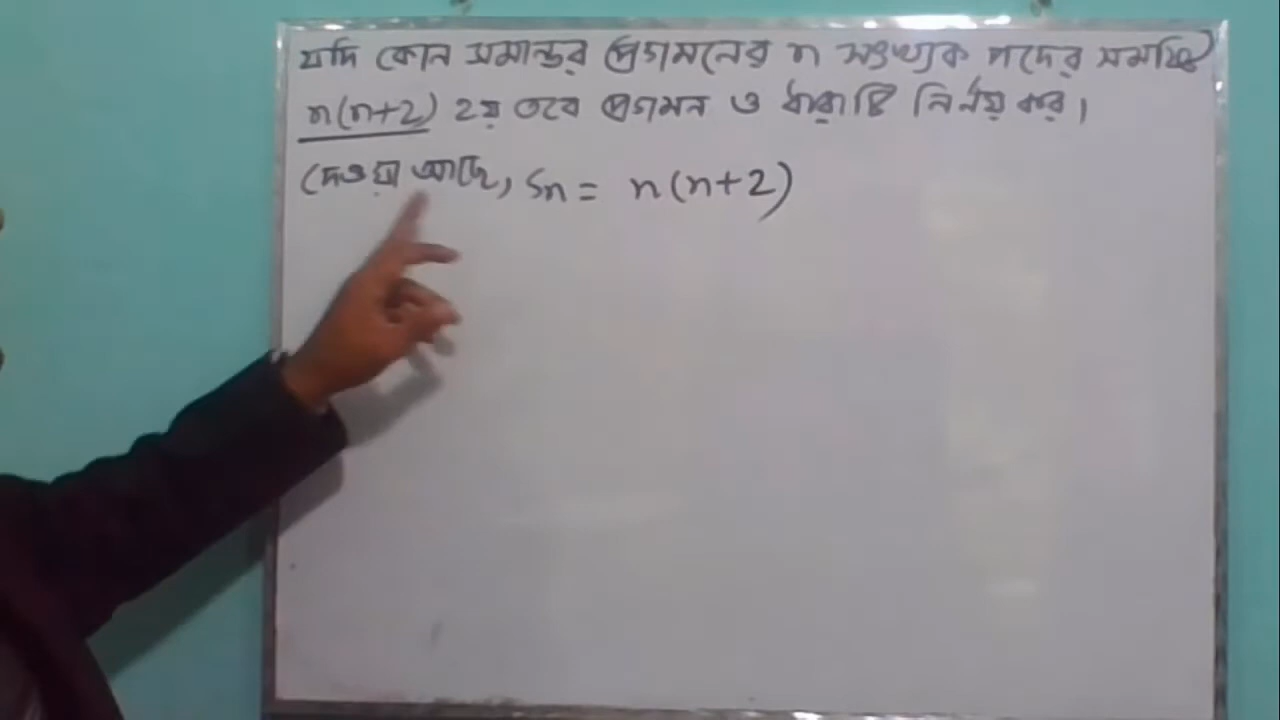 যদি কোন সমান্তর প্রগমনের n সংখ্যক পদের সমষ্টি
n(n+2) হয় তবে প্রগমন ও ধারাটি নির্ণয় কর।
দেওয়া আছে, Sn = n(n+2)